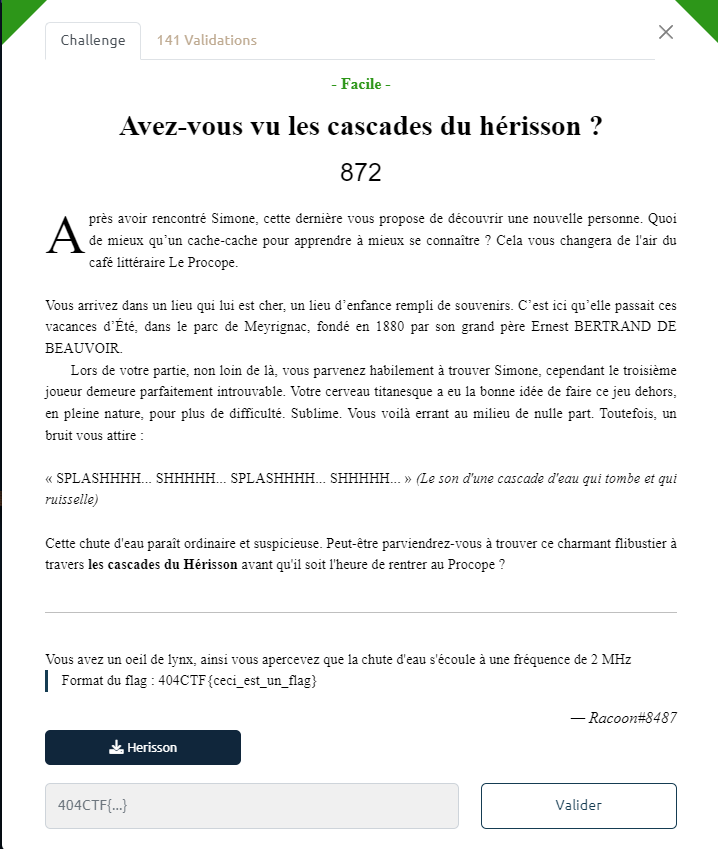 Challenge
141 Validations
- Facile -
Avez-vous vu les cascades du hérisson ?
872
Après avoir rencontré Simone, cette dernière vous propose de découvrir une nouvelle personne. Quoi
de mieux qu’un cache-cache pour apprendre à mieux se connaître ? Cela vous changera de l'air du
café littéraire Le Procope.
Vous arrivez dans un lieu qui lui est cher, un lieu d’enfance rempli de souvenirs. C’est ici qu’elle passait ces
vacances d’Été, dans le parc de Meyrignac, fondé en 1880 par son grand père Ernest BERTRAND DE
BEAUVOIR.
Lors de votre partie, non loin de là, vous parvenez habilement à trouver Simone, cependant le troisième
joueur demeure parfaitement introuvable. Votre cerveau titanesque a eu la bonne idée de faire ce jeu dehors,
en pleine nature, pour plus de difficulté. Sublime. Vous voilà errant au milieu de nulle part. Toutefois, un
bruit vous attire :
« SPLASHHHH... SHHHHH... SPLASHHHH... SHHHHH... » (Le son d'une cascade d'eau qui tombe et qui
ruisselle)
Cette chute d'eau paraît ordinaire et suspicieuse. Peut-être parviendrez-vous à trouver ce charmant flibustier à
travers les cascades du Hérisson avant qu'il soit l'heure de rentrer au Procope ?
Vous avez un oeil de lynx, ainsi vous apercevez que la chute d'eau s'écoule à une fréquence de 2 MHz
Format du flag : 404CTF{ceci_est_un_flag}
— Racoon#8487
Herisson
404CTF{...}
Valider